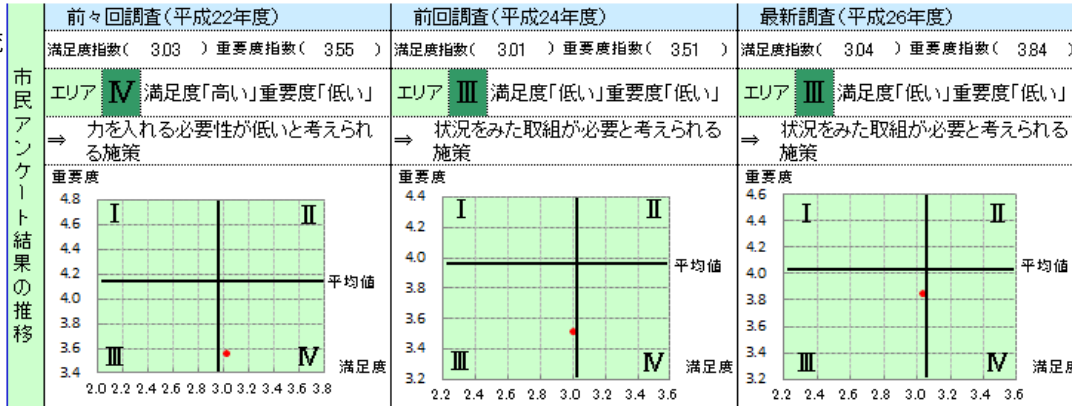 市民アンケート結果の推移
前々回調査(平成22年度)
満足度指数( 3.03 )重要度指数( 3.55 )
エリア Ⅳ 満足度「高い」重要度「低い」
⇒ 力を入れる必要性が低いと考えられ
る施策
重要度
4.8
4.6
4.4
4.2
4.0
3.8
3.6
3.4
Ⅰ Ⅱ
平均値
Ⅲ Ⅳ
満足度
2.0 2.2 2.4 2.6 2.8 3.0 3.2 3.4 3.6 3.8
前回調査(平成24年度)
満足度指数( 3.01 )重要度指数( 3.51 )
エリア Ⅲ 満足度「低い」重要度「低い」
⇒ 状況をみた取組が必要と考えられる
施策
重要度
4.4
4.2
4.0
3.8
3.6
3.4
3.2
Ⅰ Ⅱ
平均値
Ⅲ Ⅳ
満足度
2.2 2.4 2.6 2.8 3.0 3.2 3.4 3.6
最新調査(平成26年度)
満足度指数( 3.04 )重要度指数( 3.84 )
エリア Ⅲ 満足度「低い」重要度「低い」
⇒ 状況をみた取組が必要と考えられる
施策
重要度
4.6
4.4
4.2
4.0
3.8
3.6
3.4
3.2
Ⅰ Ⅱ
平均値
Ⅲ Ⅳ
満足度
2.2 2.4 2.6 2.8 3.0 3.2 3.4 3.6